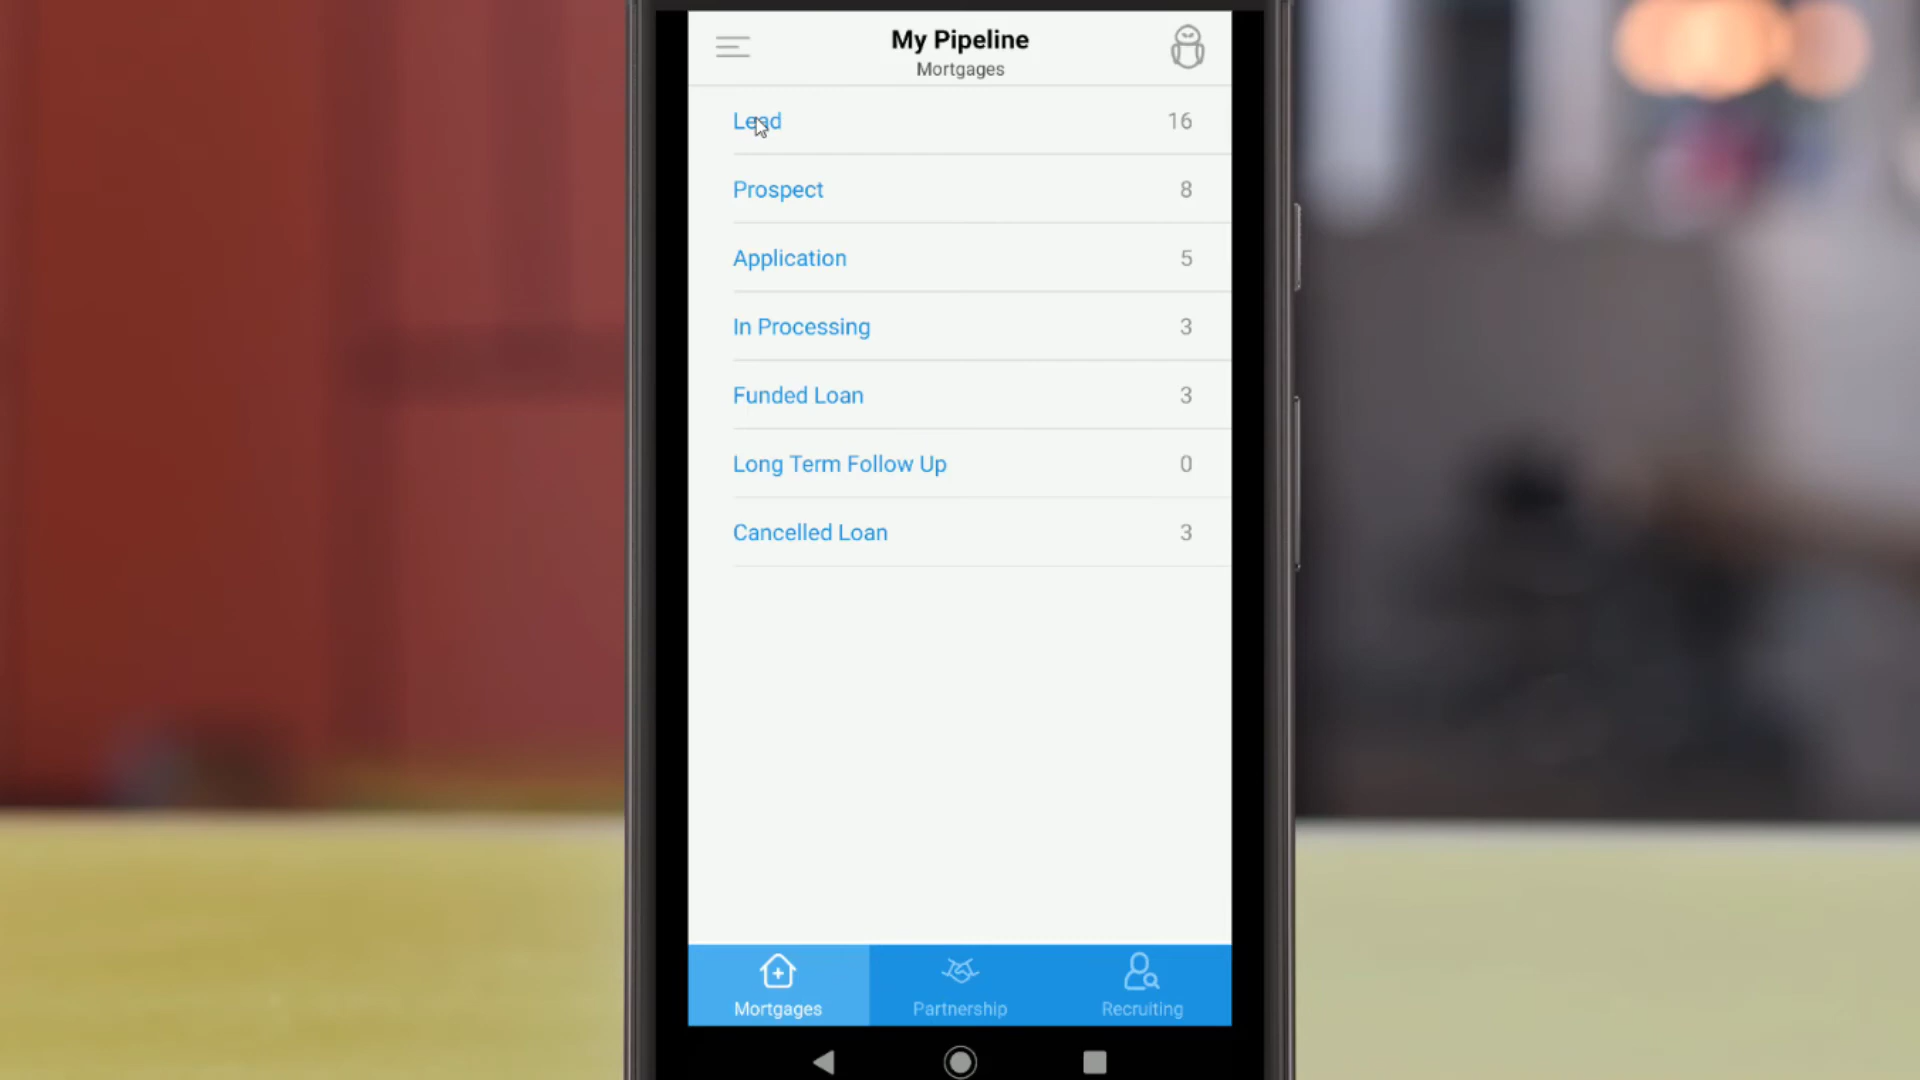 My Pipeline
Mortgages
Lead 16
Prospect 8
Application 5
In Processing 3
Funded Loan 3
Long Term Follow Up 0
Cancelled Loan 3
Mortgages Partnership Recruiting